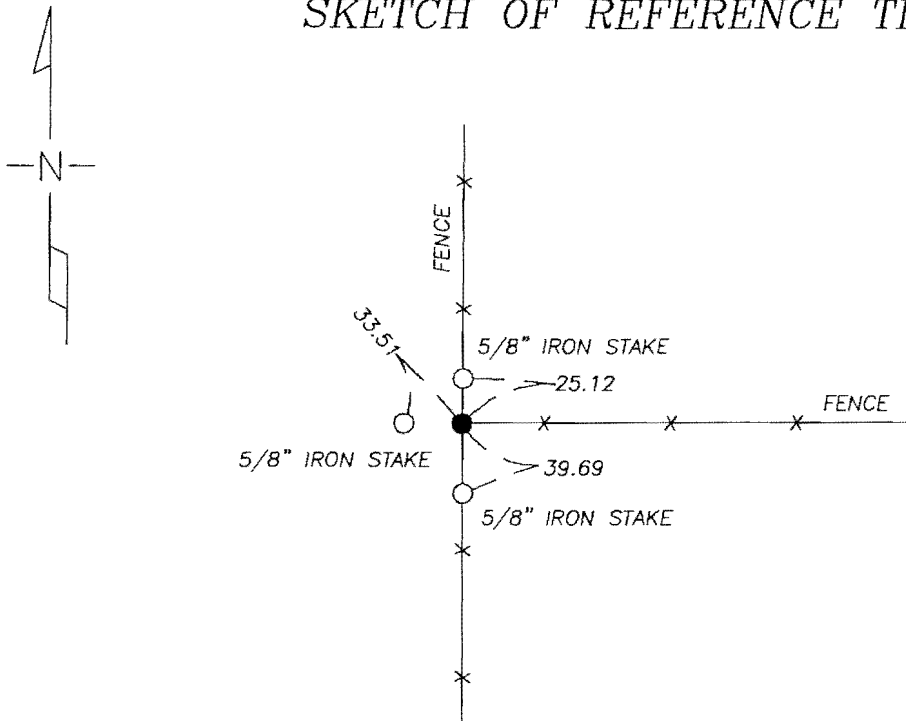 SKETCH OF REFERENCE
N
FENCE
33.51
5/8" IRON STAKE
25.12
FENCE
5/8" IRON STAKE
39.69
5/8" IRON STAKE